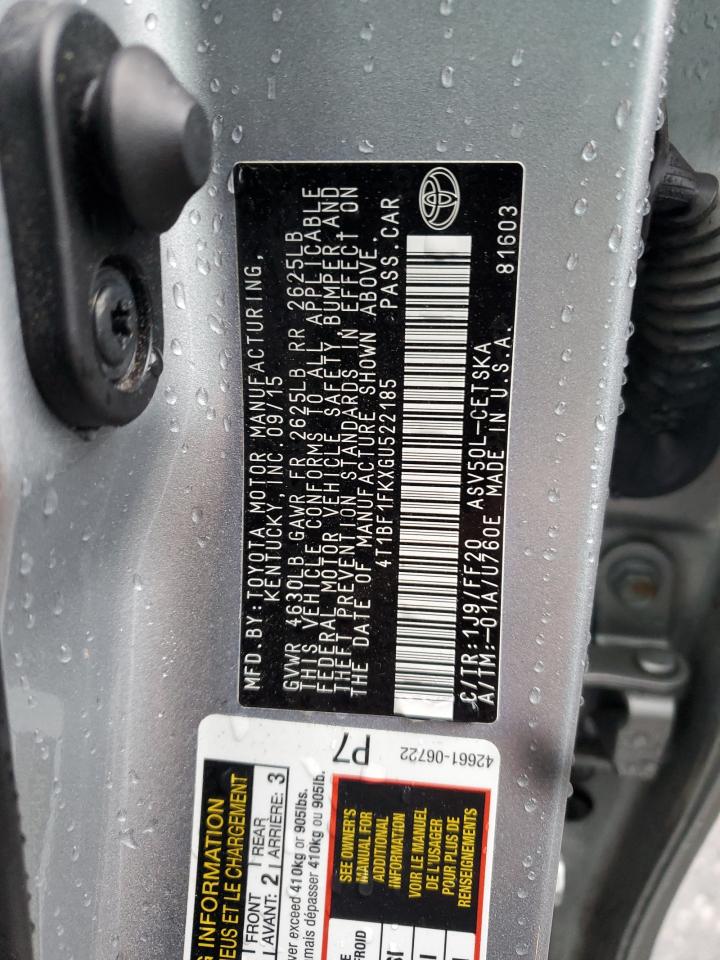 MFD.BY:TOYOTA MOTOR MANUFACTURING,
KENTUCKY, INC. 09/15
GVWR 4630LB GAWR FR 2625LB RR 2625LB
THIS VEHICLE CONFORMS TO ALL APPLICABLE
FEDERAL MOTOR VEHICLE SAFETY BUMPER AND
THEFT PREVENTION STANDARDS IN EFFECT ON
THE DATE OF MANUFACTURE SHOWN ABOVE.
4T1BF1FKXGU522185 PASS.CAR
C/TR:1J9/FF20 ASV50L-CETSKA
A/TM:-01A/U760E MADE IN U.S.A. 81603
G INFORMATION
EUS ET LE CHARGEMENT
FRONT
AVANT: 2
REAR
ARRIÈRE: 3
ver exceed 410kg or 905lbs.
mais dépasser 410kg ou 905lb.
P7
42661-06722
SEE OWNER'S
MANUAL FOR
ADDITIONAL
INFORMATION
VOIR LE MANUEL
DE L'USAGER
POUR PLUS DE
RENSEIGNEMENTS
FROID